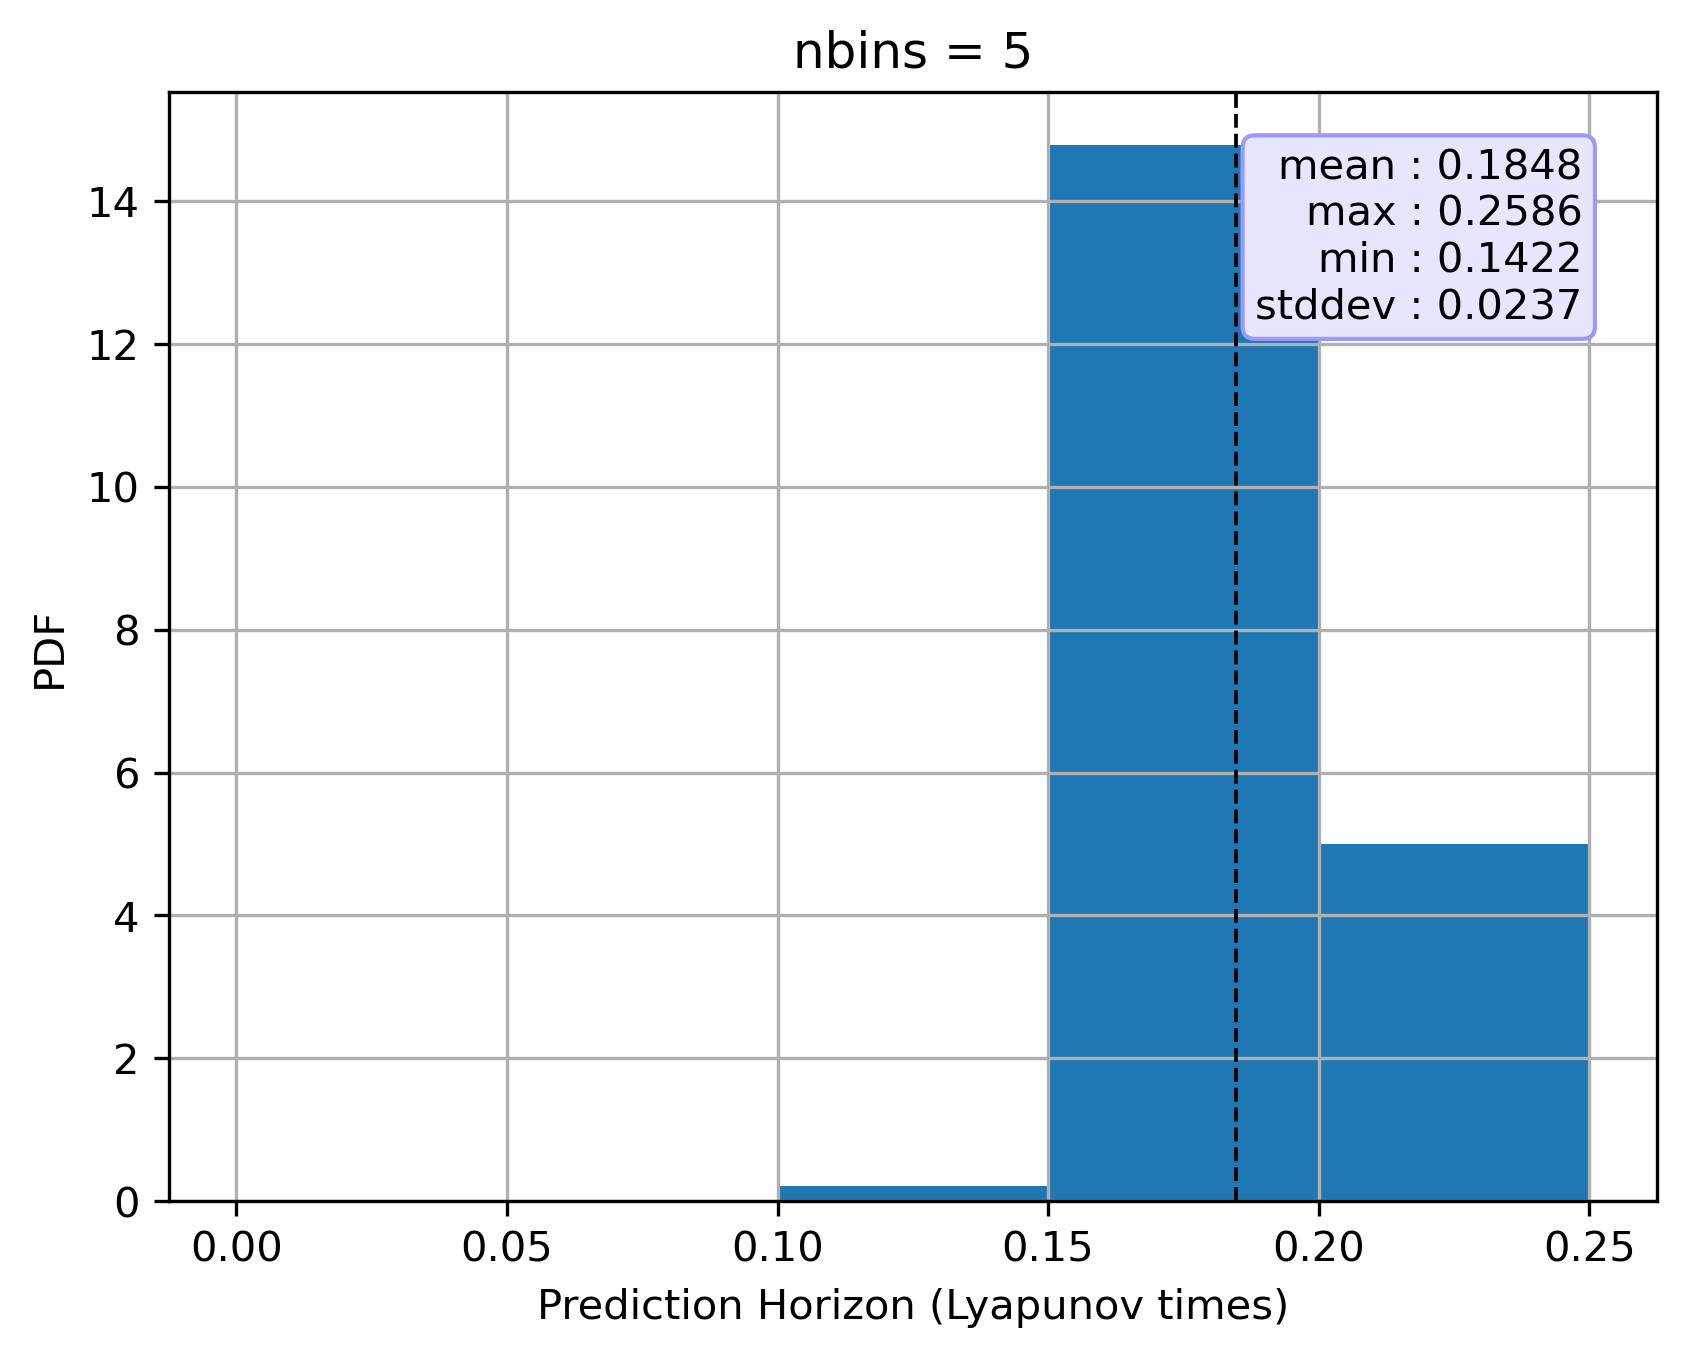 nbins = 5
mean : 0.1848
max : 0.2586
min : 0.1422
stddev : 0.0237
14
12
10
8
6
4
2
0
PDF
0.00 0.05 0.10 0.15 0.20 0.25
Prediction Horizon (Lyapunov times)